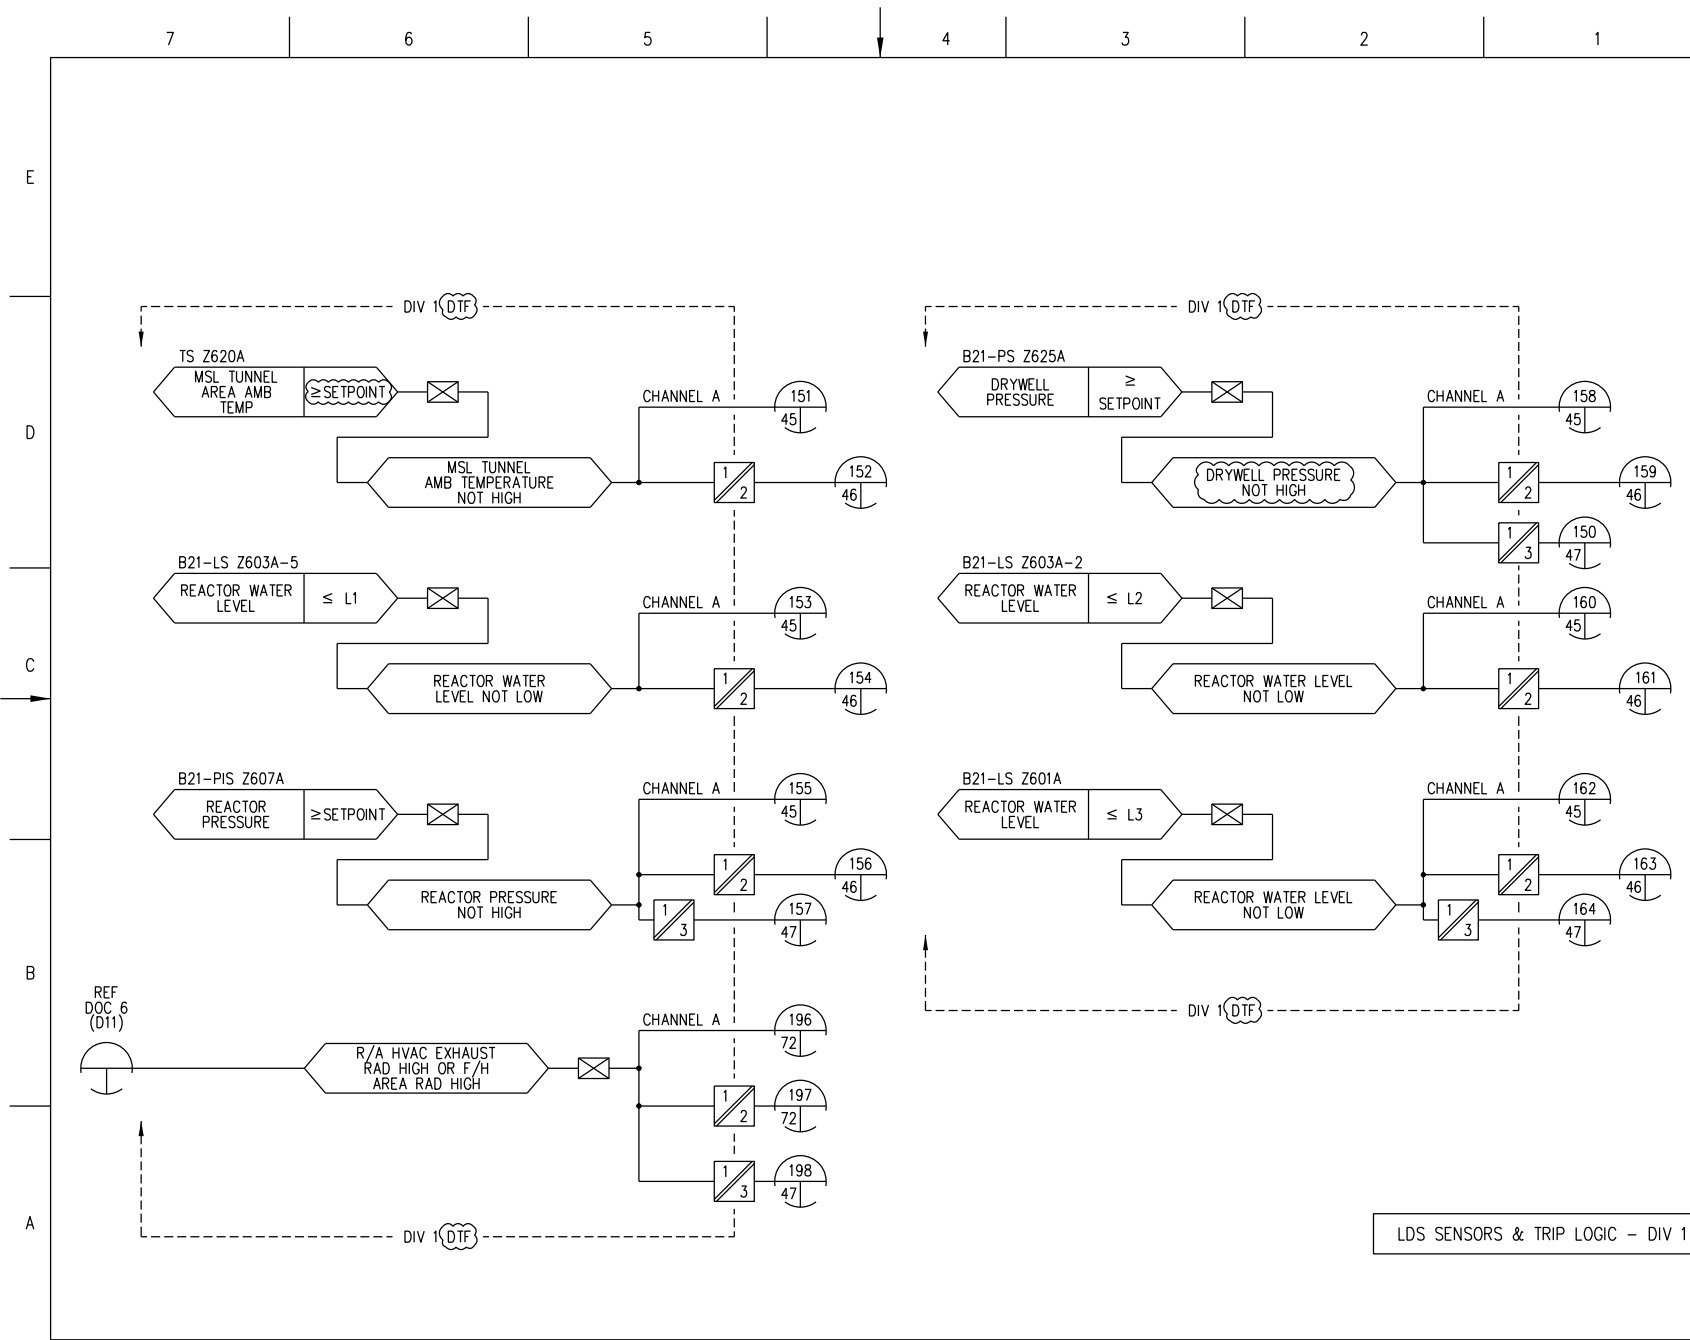 7 6 5 4 3 2 1
E
D
C
B
A
DIV 1 DTF
TS Z620A
MSL TUNNEL
AREA AMB
TEMP
≥SETPOINT
CHANNEL A
151
45
MSL TUNNEL
AMB TEMPERATURE
NOT HIGH
1
2
152
46
B21-LS Z603A-5
REACTOR WATER
LEVEL
≤ L1
CHANNEL A
153
45
REACTOR WATER
LEVEL NOT LOW
1
2
154
46
B21-PIS Z607A
REACTOR
PRESSURE
≥SETPOINT
CHANNEL A
155
45
REACTOR PRESSURE
NOT HIGH
1
2
156
46
1
3
157
47
REF
DOC 6
(D11)
R/A HVAC EXHAUST
RAD HIGH OR F/H
AREA RAD HIGH
CHANNEL A
196
72
1
2
197
72
1
3
198
47
DIV 1 DTF
DIV 1 DTF
B21-PS Z625A
DRYWELL
PRESSURE
≥
SETPOINT
CHANNEL A
158
45
DRYWELL PRESSURE
NOT HIGH
1
2
159
46
1
3
150
47
B21-LS Z603A-2
REACTOR WATER
LEVEL
≤ L2
CHANNEL A
160
45
REACTOR WATER LEVEL
NOT LOW
1
2
161
46
B21-LS Z601A
REACTOR WATER
LEVEL
≤ L3
CHANNEL A
162
45
REACTOR WATER LEVEL
NOT LOW
1
2
163
46
1
3
164
47
DIV 1 DTF
LDS SENSORS & TRIP LOGIC - DIV 1